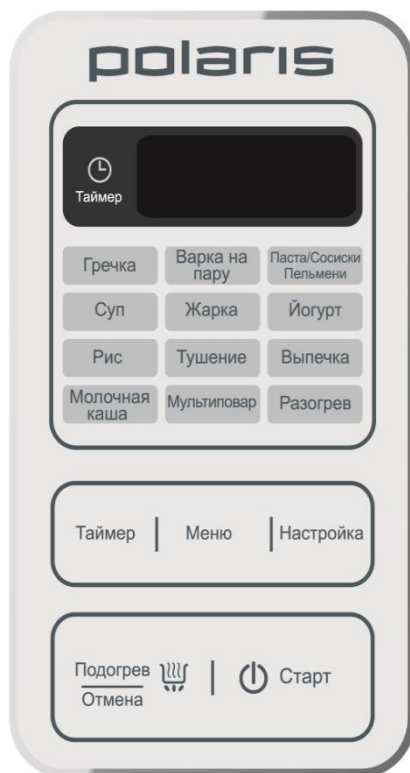 polaris
Таймер
Гречка
Варка на
пару
Паста/Сосиски
Пельмени
Суп
Жарка
Йогурт
Рис
Тушение
Выпечка
Молочная
каша
Мультиповар
Разогрев
Таймер
Меню
Настройка
Подогрев
Отмена
Старт